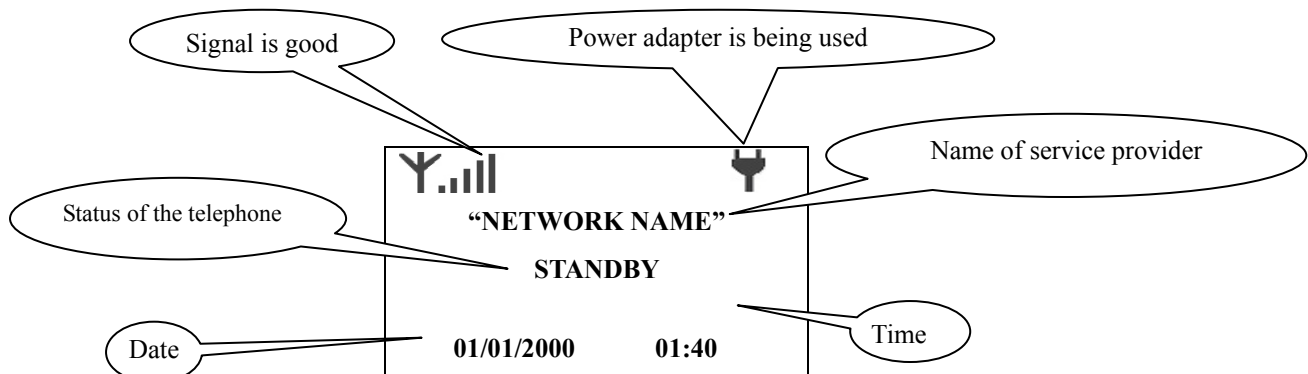 Signal is good
Power adapter is being used
Name of service provider
Status of the telephone
“NETWORK NAME”
STANDBY
Date
Time
01/01/2000 01:40